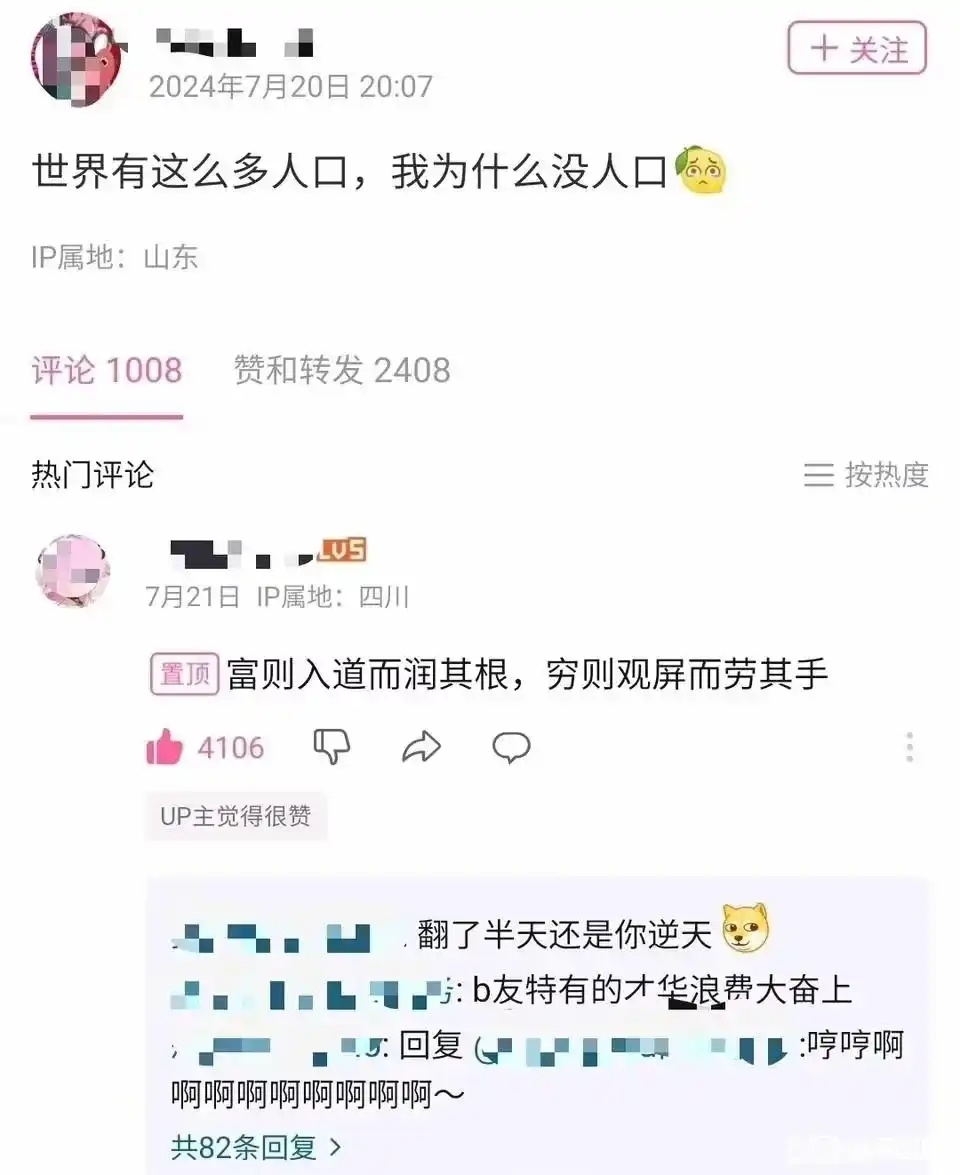 2024年7月20日 20:07
+ 关注
世界有这么多人口，我为什么没人口
IP属地：山东
评论 1008
赞和转发 2408
热门评论
按热度
LV5
7月21日 IP属地：四川
置顶 富则入道而润其根，穷则观屏而劳其手
4106
UP主觉得很赞
翻了半天还是你逆天
: b友特有的才华浪费大奋上
: 回复 :哼哼啊
啊啊啊啊啊啊啊啊～
共82条回复 >